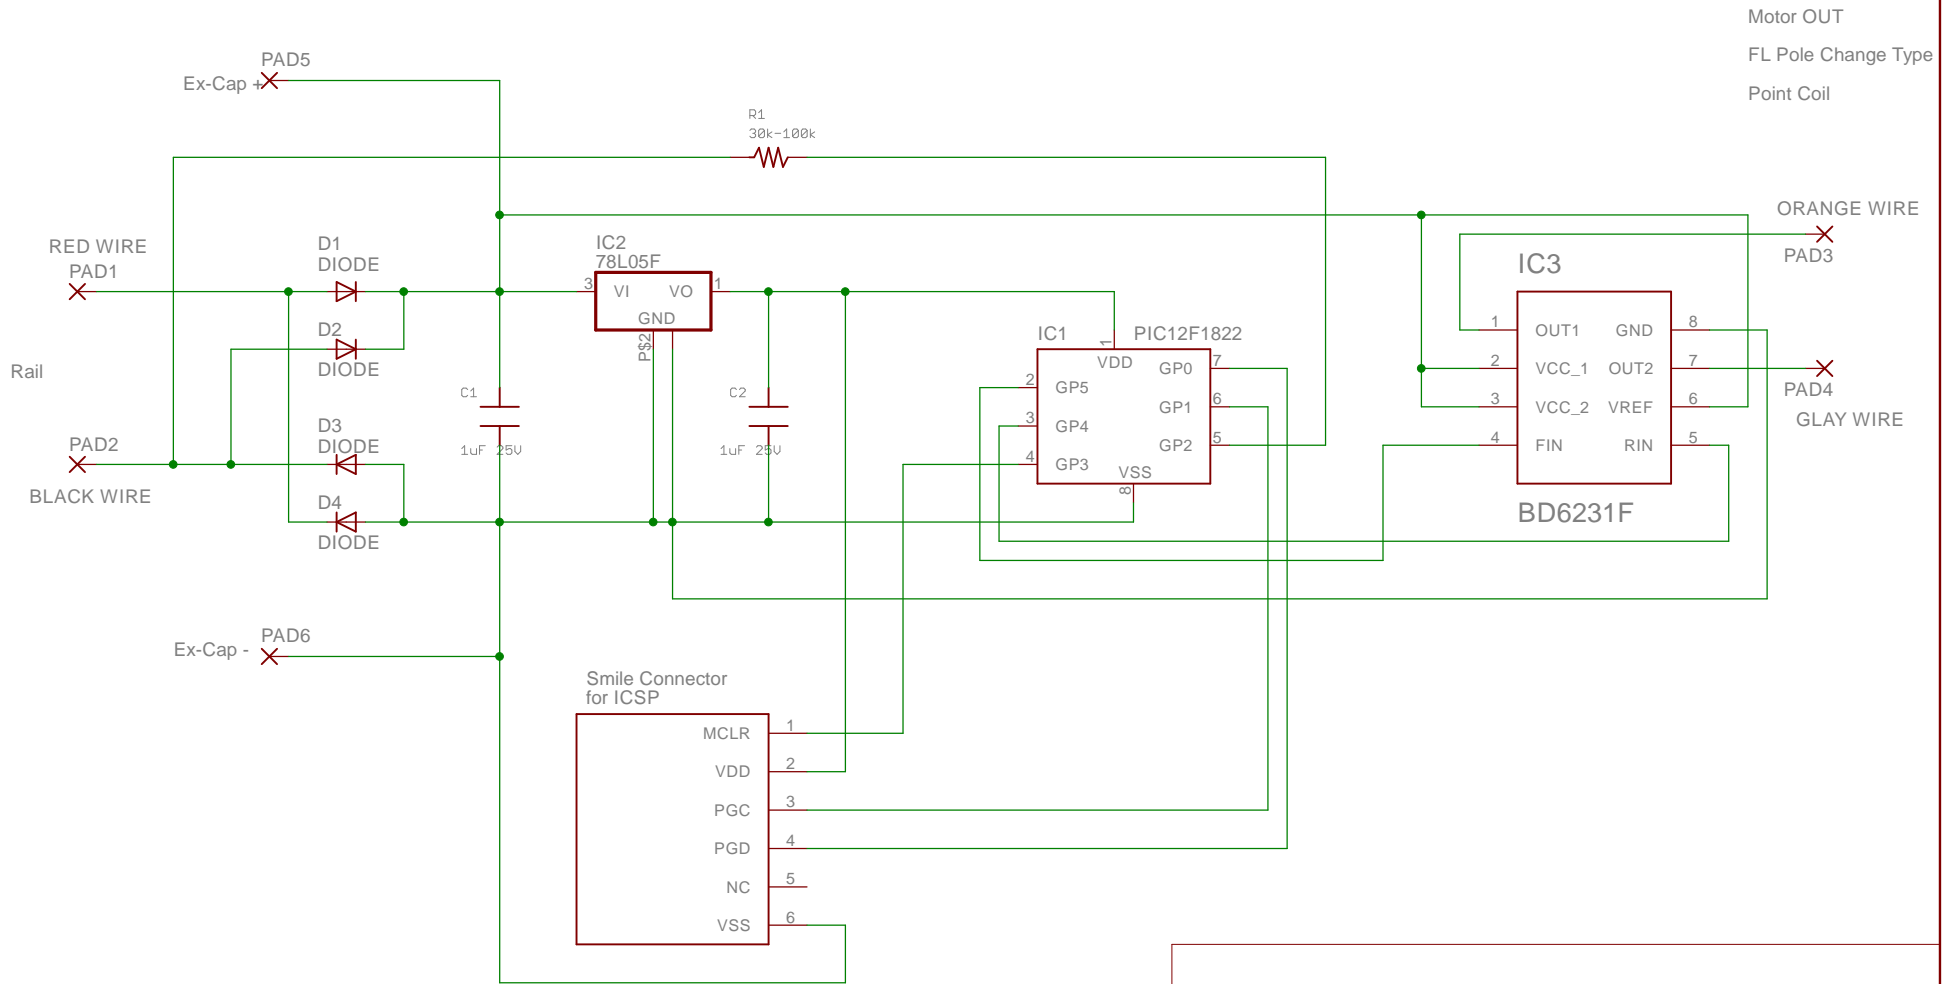 Motor OUT
FL Pole Change Type
Point Coil
PAD5
Ex-Cap +
R1
30k-100k
ORANGE WIRE
PAD3
RED WIRE
PAD1
D1
DIODE
IC2
78L05F
3 VI VO 1
GND
P$2
IC3
D2
DIODE
Rail
IC1 PIC12F1822
1
VDD
2 GP5
3 GP4
4 GP3
GP0 7
GP1 6
GP2 5
VSS
8
1 OUT1 GND 8
2 VCC_1 OUT2 7
3 VCC_2 VREF 6
4 FIN RIN 5
BD6231F
PAD4
GLAY WIRE
C1
1uF 25V
C2
1uF 25V
PAD2
BLACK WIRE
D3
DIODE
D4
DIODE
PAD6
Ex-Cap -
Smile Connector
for ICSP
MCLR 1
VDD 2
PGC 3
PGD 4
NC 5
VSS 6